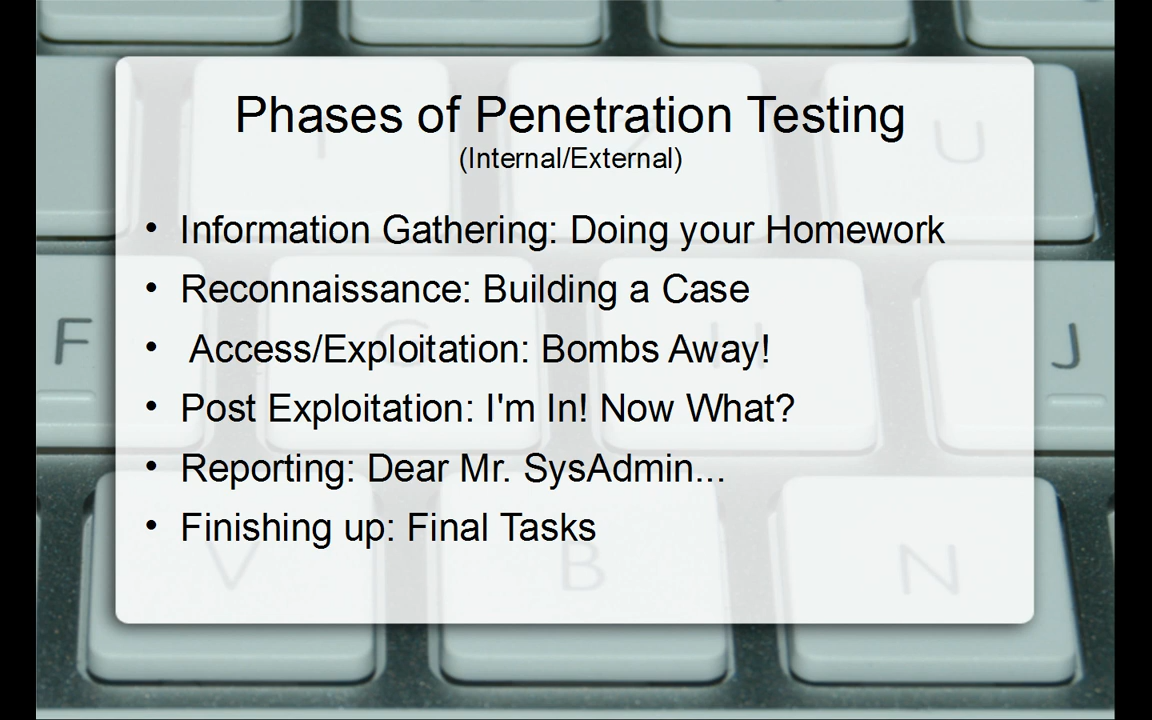 Phases of Penetration Testing
(Internal/External)
• Information Gathering: Doing your Homework
• Reconnaissance: Building a Case
• Access/Exploitation: Bombs Away!
• Post Exploitation: I'm In! Now What?
• Reporting: Dear Mr. SysAdmin...
• Finishing up: Final Tasks
U
F
G
H
J
V
B
N